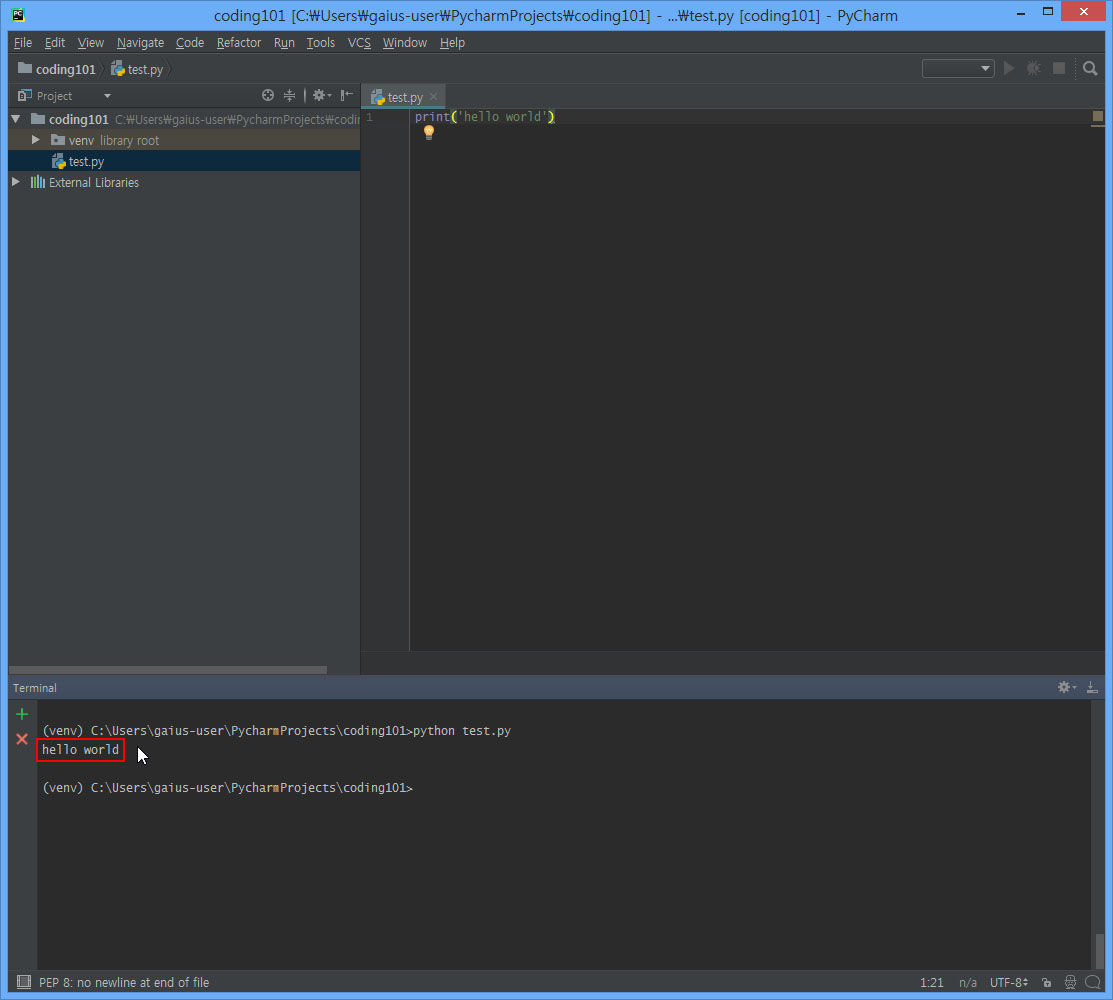 PC
coding101 [C:₩Users₩gaius-user₩PycharmProjects₩coding101] - ...₩test.py [coding101] - PyCharm
File Edit View Navigate Code Refactor Run Tools VCS Window Help
coding101 test.py
Project
test.py
coding101 C:₩Users₩gaius-user₩PycharmProjects₩codin
1 print('hello world')
venv library root
test.py
External Libraries
Terminal
(venv) C:\Users\gaius-user\PycharmProjects\coding101>python test.py
hello world
(venv) C:\Users\gaius-user\PycharmProjects\coding101>
PEP 8: no newline at end of file 1:21 n/a UTF-8